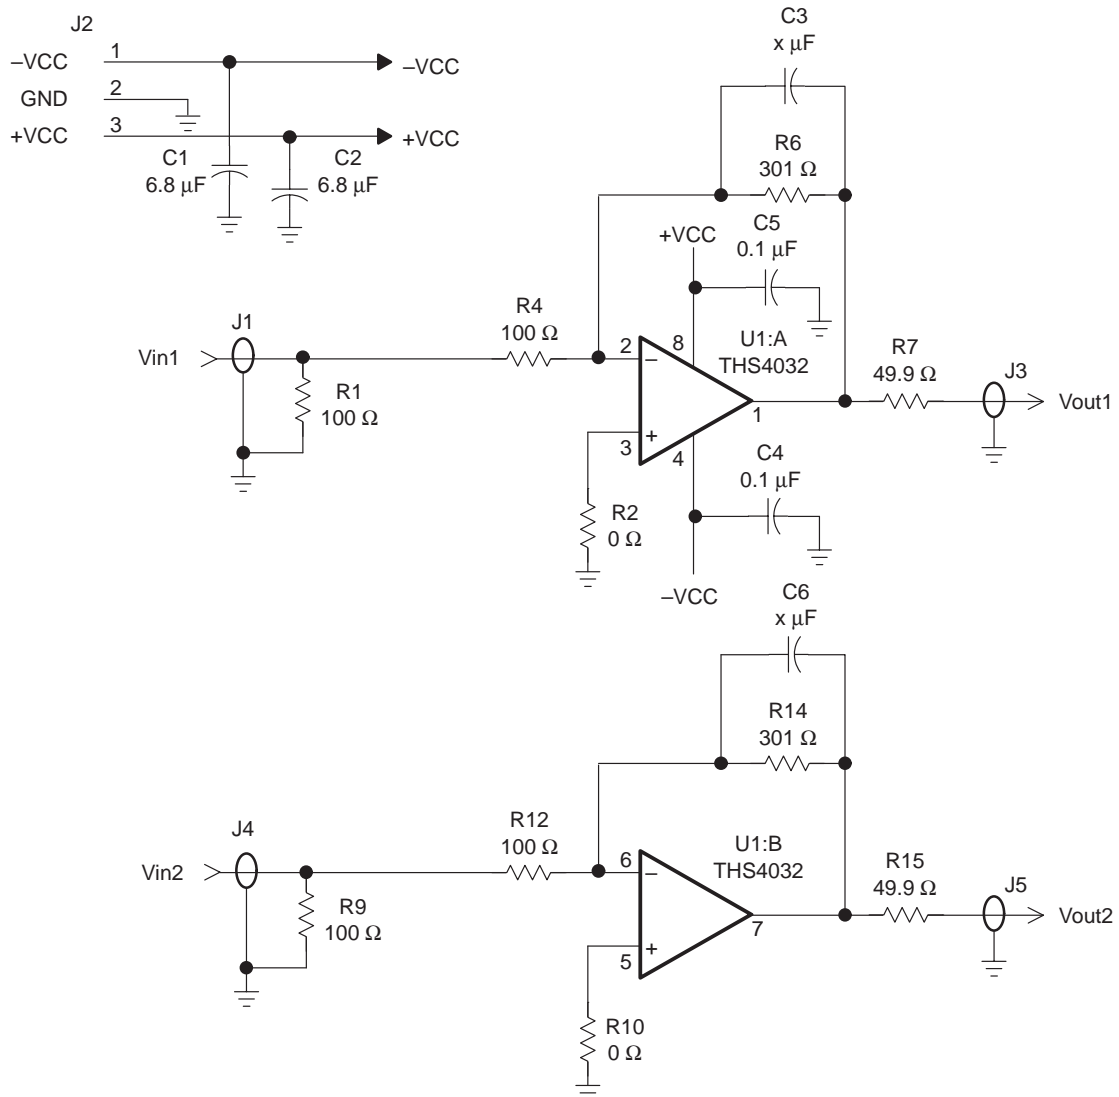 J2
–VCC 1 –VCC
GND 2
+VCC 3 +VCC
C1
6.8 µF
C2
6.8 µF
C3
x µF
R6
301 Ω
C5
0.1 µF
+VCC
J1
Vin1
R1
100 Ω
R4
100 Ω
2 – 8
U1:A
THS4032
3 + 4
1
R7
49.9 Ω
J3
Vout1
R2
0 Ω
C4
0.1 µF
–VCC
C6
x µF
R14
301 Ω
J4
Vin2
R9
100 Ω
R12
100 Ω
6 –
U1:B
THS4032
5 +
7
R15
49.9 Ω
J5
Vout2
R10
0 Ω